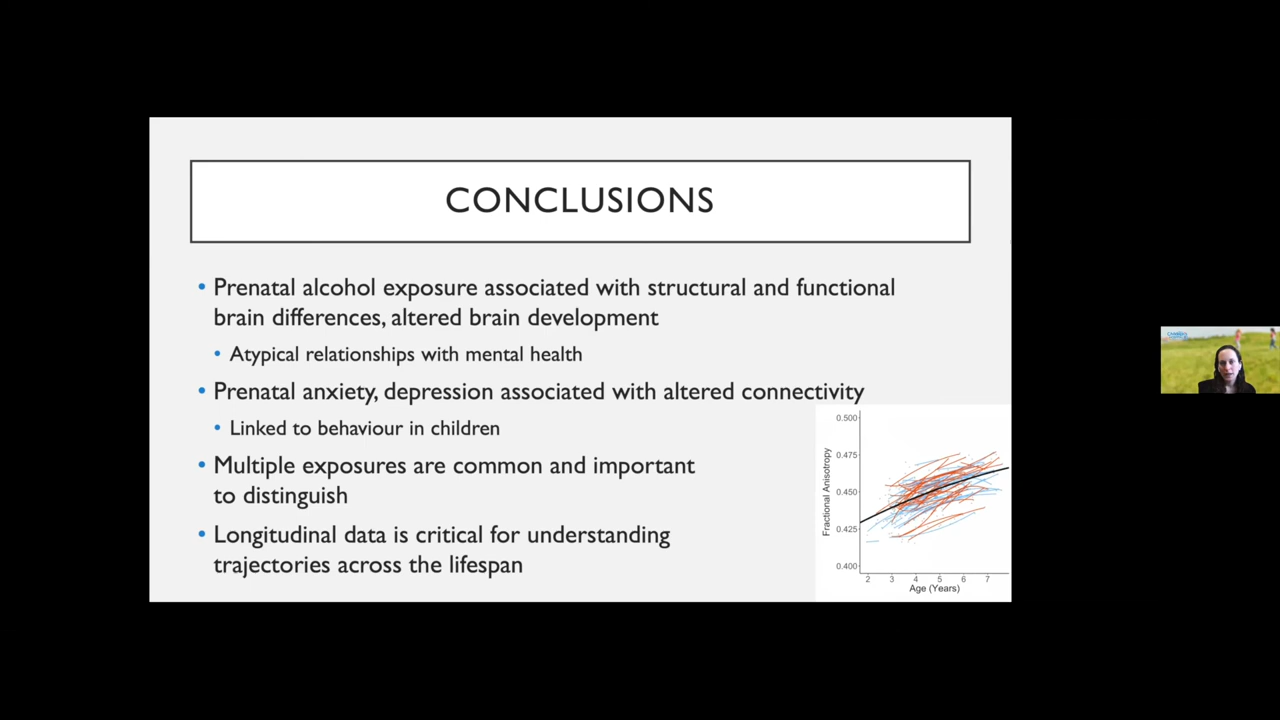 CONCLUSIONS
• Prenatal alcohol exposure associated with structural and functional
brain differences, altered brain development
• Atypical relationships with mental health
• Prenatal anxiety, depression associated with altered connectivity
• Linked to behaviour in children
• Multiple exposures are common and important
to distinguish
• Longitudinal data is critical for understanding
trajectories across the lifespan
0.500
0.475
0.450
0.425
0.400
Fractional Anisotropy
2 3 4 5 6 7
Age (Years)